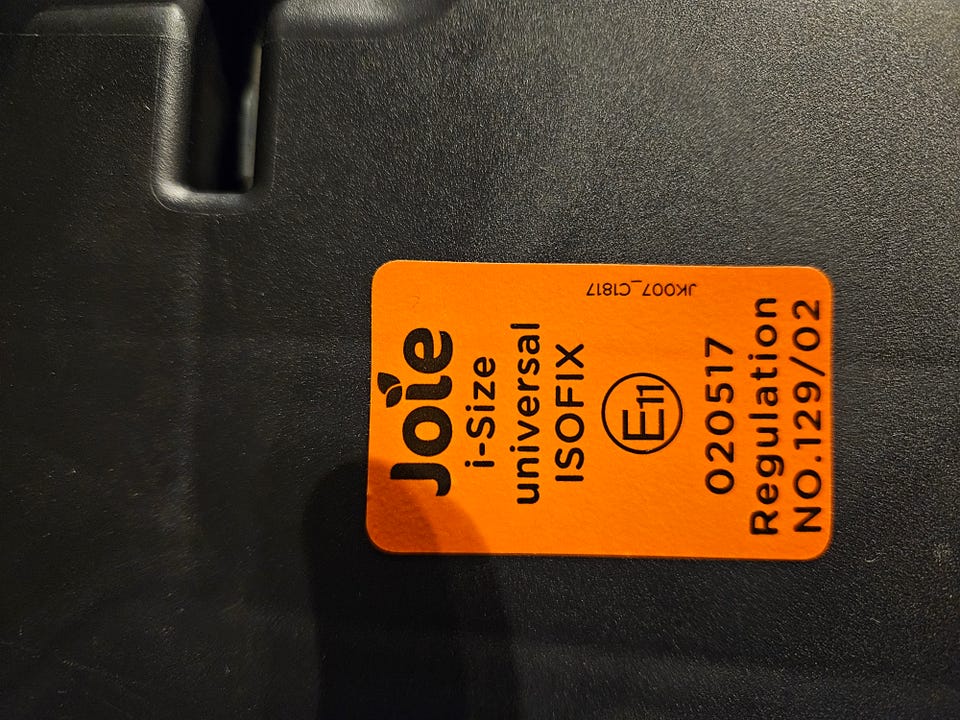 Joie
i-Size
universal
ISOFIX
E11
020517
Regulation
NO.129/02
JK007_C1817